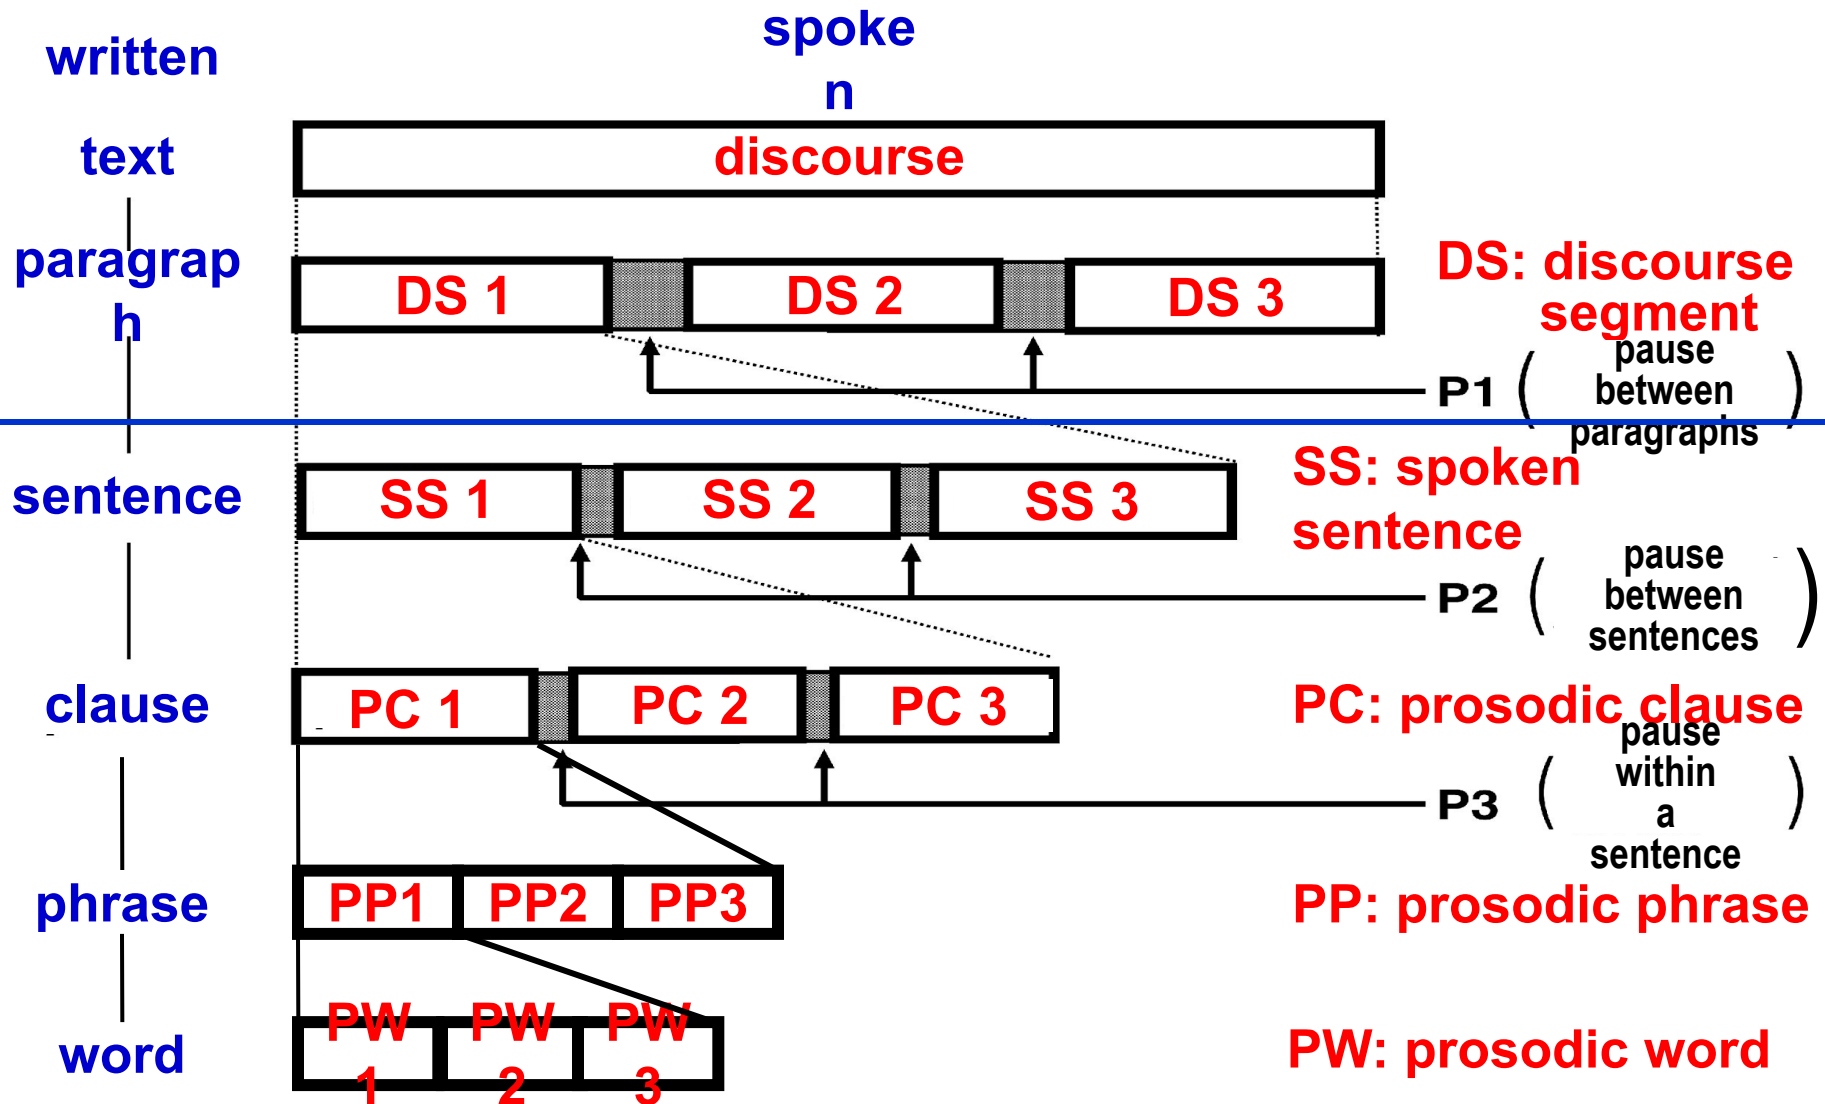 written
spoke
n
text
discourse
paragrap
h
DS 1
DS 2
DS 3
DS: discourse
segment
P1
( pause
between
paragraphs )
sentence
SS 1
SS 2
SS 3
SS: spoken
sentence
P2
( pause
between
sentences )
clause
PC 1
PC 2
PC 3
PC: prosodic clause
P3
( pause
within
a
sentence )
phrase
PP1
PP2
PP3
PP: prosodic phrase
word
PW
1
PW
2
PW
3
PW: prosodic word